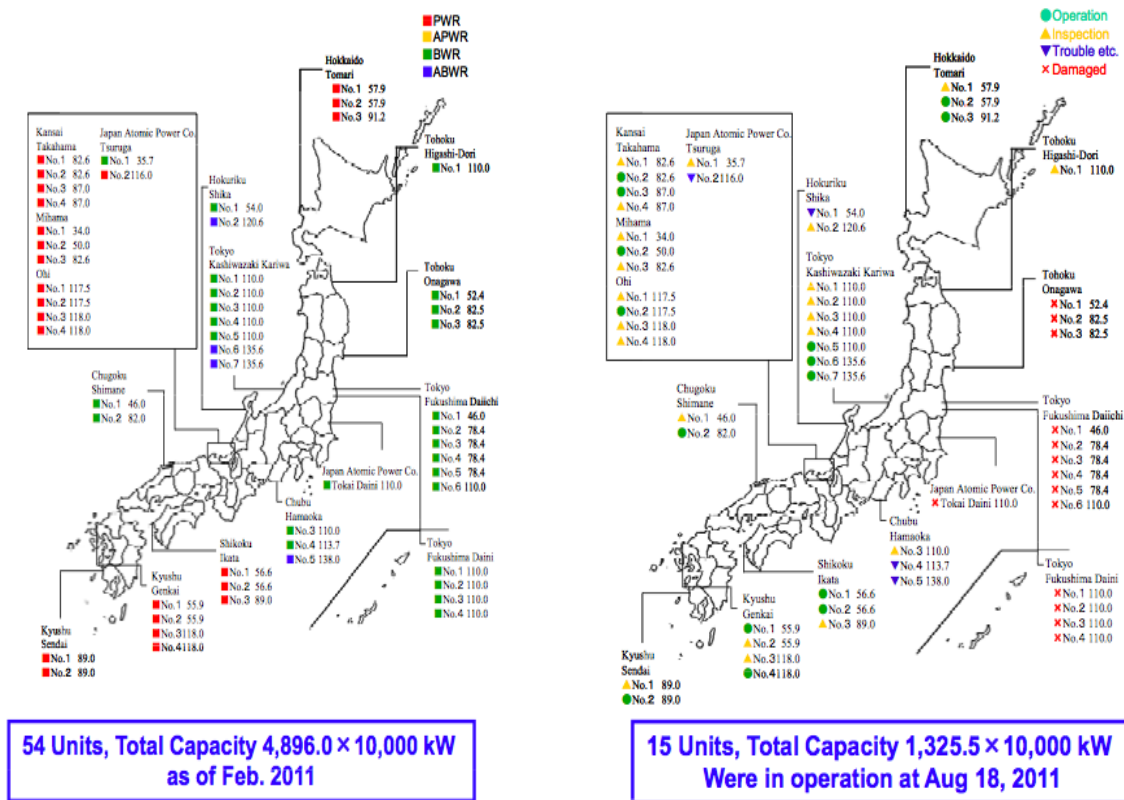 PWR
APWR
BWR
ABWR
Hokkaido
Tomari
No.1 57.9
No.2 57.9
No.3 91.2
Tohoku
Higashi-Dori
No.1 110.0
Kansai
Takahama
No.1 82.6
No.2 82.6
No.3 87.0
No.4 87.0
Mihama
No.1 34.0
No.2 50.0
No.3 82.6
Ohi
No.1 117.5
No.2 117.5
No.3 118.0
No.4 118.0
Japan Atomic Power Co.
Tsuruga
No.1 35.7
No.2 116.0
Hokuriku
Shika
No.1 54.0
No.2 120.6
Tokyo
Kashiwazaki Kariwa
No.1 110.0
No.2 110.0
No.3 110.0
No.4 110.0
No.5 110.0
No.6 135.6
No.7 135.6
Tohoku
Onagawa
No.1 52.4
No.2 82.5
No.3 82.5
Chugoku
Shimane
No.1 46.0
No.2 82.0
Tokyo
Fukushima Daiichi
No.1 46.0
No.2 78.4
No.3 78.4
No.4 78.4
No.5 78.4
No.6 110.0
Japan Atomic Power Co.
Tokai Daini 110.0
Chubu
Hamaoka
No.3 110.0
No.4 113.7
No.5 138.0
Tokyo
Fukushima Daini
No.1 110.0
No.2 110.0
No.3 110.0
No.4 110.0
Shikoku
Ikata
No.1 56.6
No.2 56.6
No.3 89.0
Kyushu
Genkai
No.1 55.9
No.2 55.9
No.3 118.0
No.4 118.0
Kyushu
Sendai
No.1 89.0
No.2 89.0
54 Units, Total Capacity 4,896.0 × 10,000 kW
as of Feb. 2011
Operation
Inspection
Trouble etc.
Damaged
Hokkaido
Tomari
No.1 57.9
No.2 57.9
No.3 91.2
Tohoku
Higashi-Dori
No.1 110.0
Kansai
Takahama
No.1 82.6
No.2 82.6
No.3 87.0
No.4 87.0
Mihama
No.1 34.0
No.2 50.0
No.3 82.6
Ohi
No.1 117.5
No.2 117.5
No.3 118.0
No.4 118.0
Japan Atomic Power Co.
Tsuruga
No.1 35.7
No.2 116.0
Hokuriku
Shika
No.1 54.0
No.2 120.6
Tokyo
Kashiwazaki Kariwa
No.1 110.0
No.2 110.0
No.3 110.0
No.4 110.0
No.5 110.0
No.6 135.6
No.7 135.6
Tohoku
Onagawa
No.1 52.4
No.2 82.5
No.3 82.5
Chugoku
Shimane
No.1 46.0
No.2 82.0
Tokyo
Fukushima Daiichi
No.1 46.0
No.2 78.4
No.3 78.4
No.4 78.4
No.5 78.4
No.6 110.0
Japan Atomic Power Co.
Tokai Daini 110.0
Chubu
Hamaoka
No.3 110.0
No.4 113.7
No.5 138.0
Tokyo
Fukushima Daini
No.1 110.0
No.2 110.0
No.3 110.0
No.4 110.0
Shikoku
Ikata
No.1 56.6
No.2 56.6
No.3 89.0
Kyushu
Genkai
No.1 55.9
No.2 55.9
No.3 118.0
No.4 118.0
Kyushu
Sendai
No.1 89.0
No.2 89.0
15 Units, Total Capacity 1,325.5 × 10,000 kW
Were in operation at Aug 18, 2011